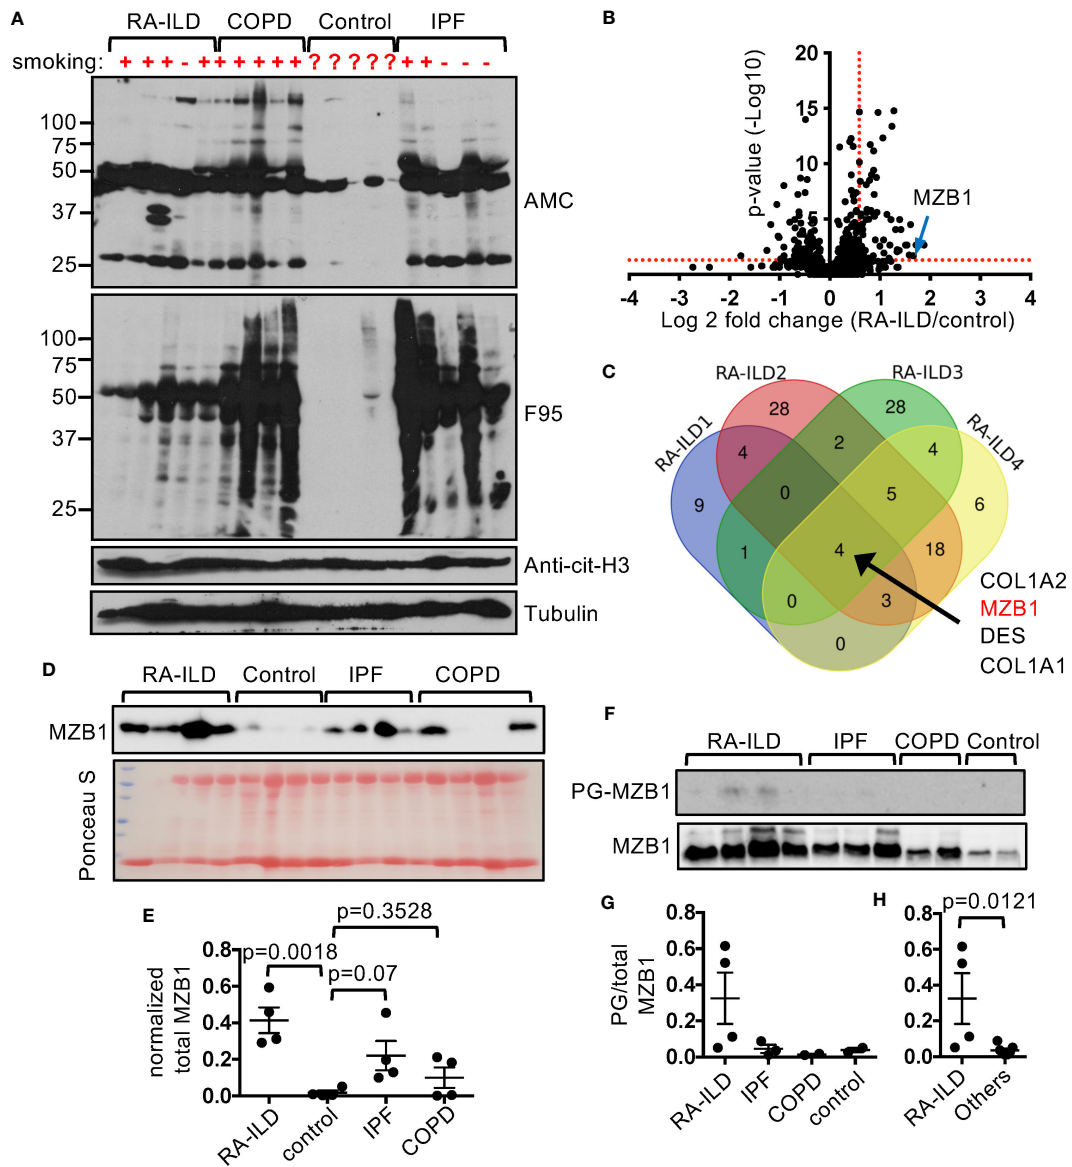 A
RA-ILD COPD Control IPF
smoking: + + + - + + + + + + ? ? ? ? ? + + - - -
100
75
50
37
25
AMC
100
75
50
37
25
F95
Anti-cit-H3
Tubulin
B
p-value (-Log10)
20
15
10
5
MZB1
-4 -3 -2 -1 0 1 2 3 4
Log 2 fold change (RA-ILD/control)
C
RA-ILD1
RA-ILD2
RA-ILD3
RA-ILD4
28 28
4 2 4
9 0 5 6
1 4 18
0 3
0
COL1A2
MZB1
DES
COL1A1
D
RA-ILD Control IPF COPD
MZB1
Ponceau S
E
normalized
total MZB1
p=0.3528
p=0.0018
p=0.07
0.8
0.6
0.4
0.2
0.0
RA-ILD control IPF COPD
F
RA-ILD IPF COPD Control
PG-MZB1
MZB1
G
PG/total
MZB1
0.8
0.6
0.4
0.2
0.0
RA-ILD IPF COPD control
H
p=0.0121
0.8
0.6
0.4
0.2
0.0
RA-ILD Others